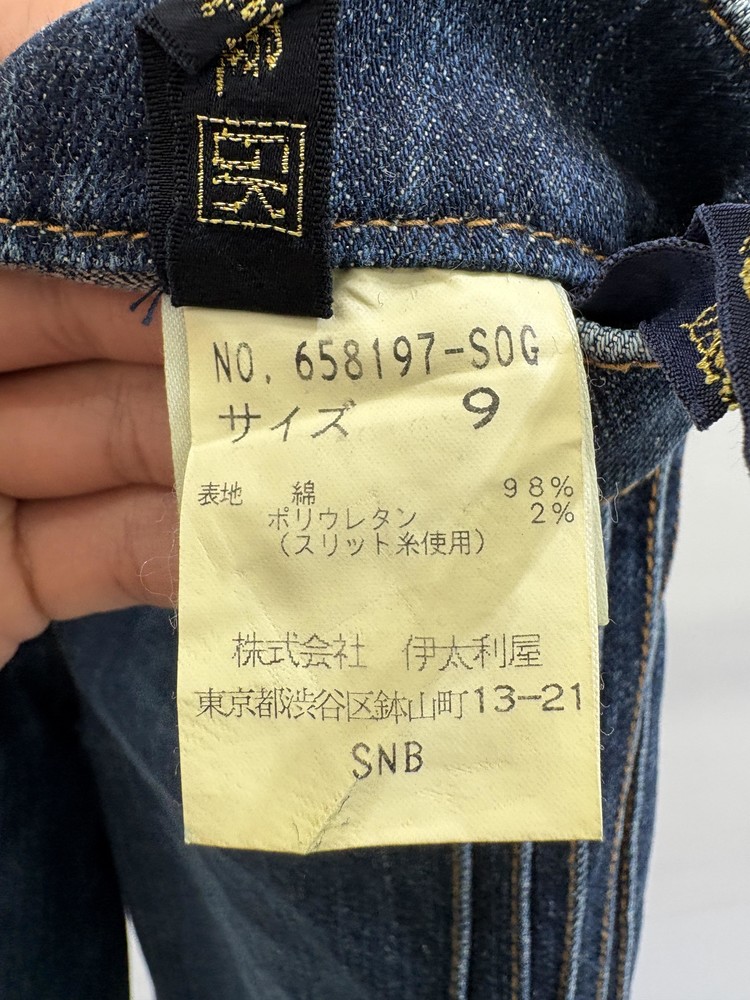 GK
NO. 658197-SOG
サイズ 9
表地 綿 98%
ポリウレタン 2%
(スリット糸使用)
株式会社 伊太利屋
東京都渋谷区鉢山町13-21
SNB